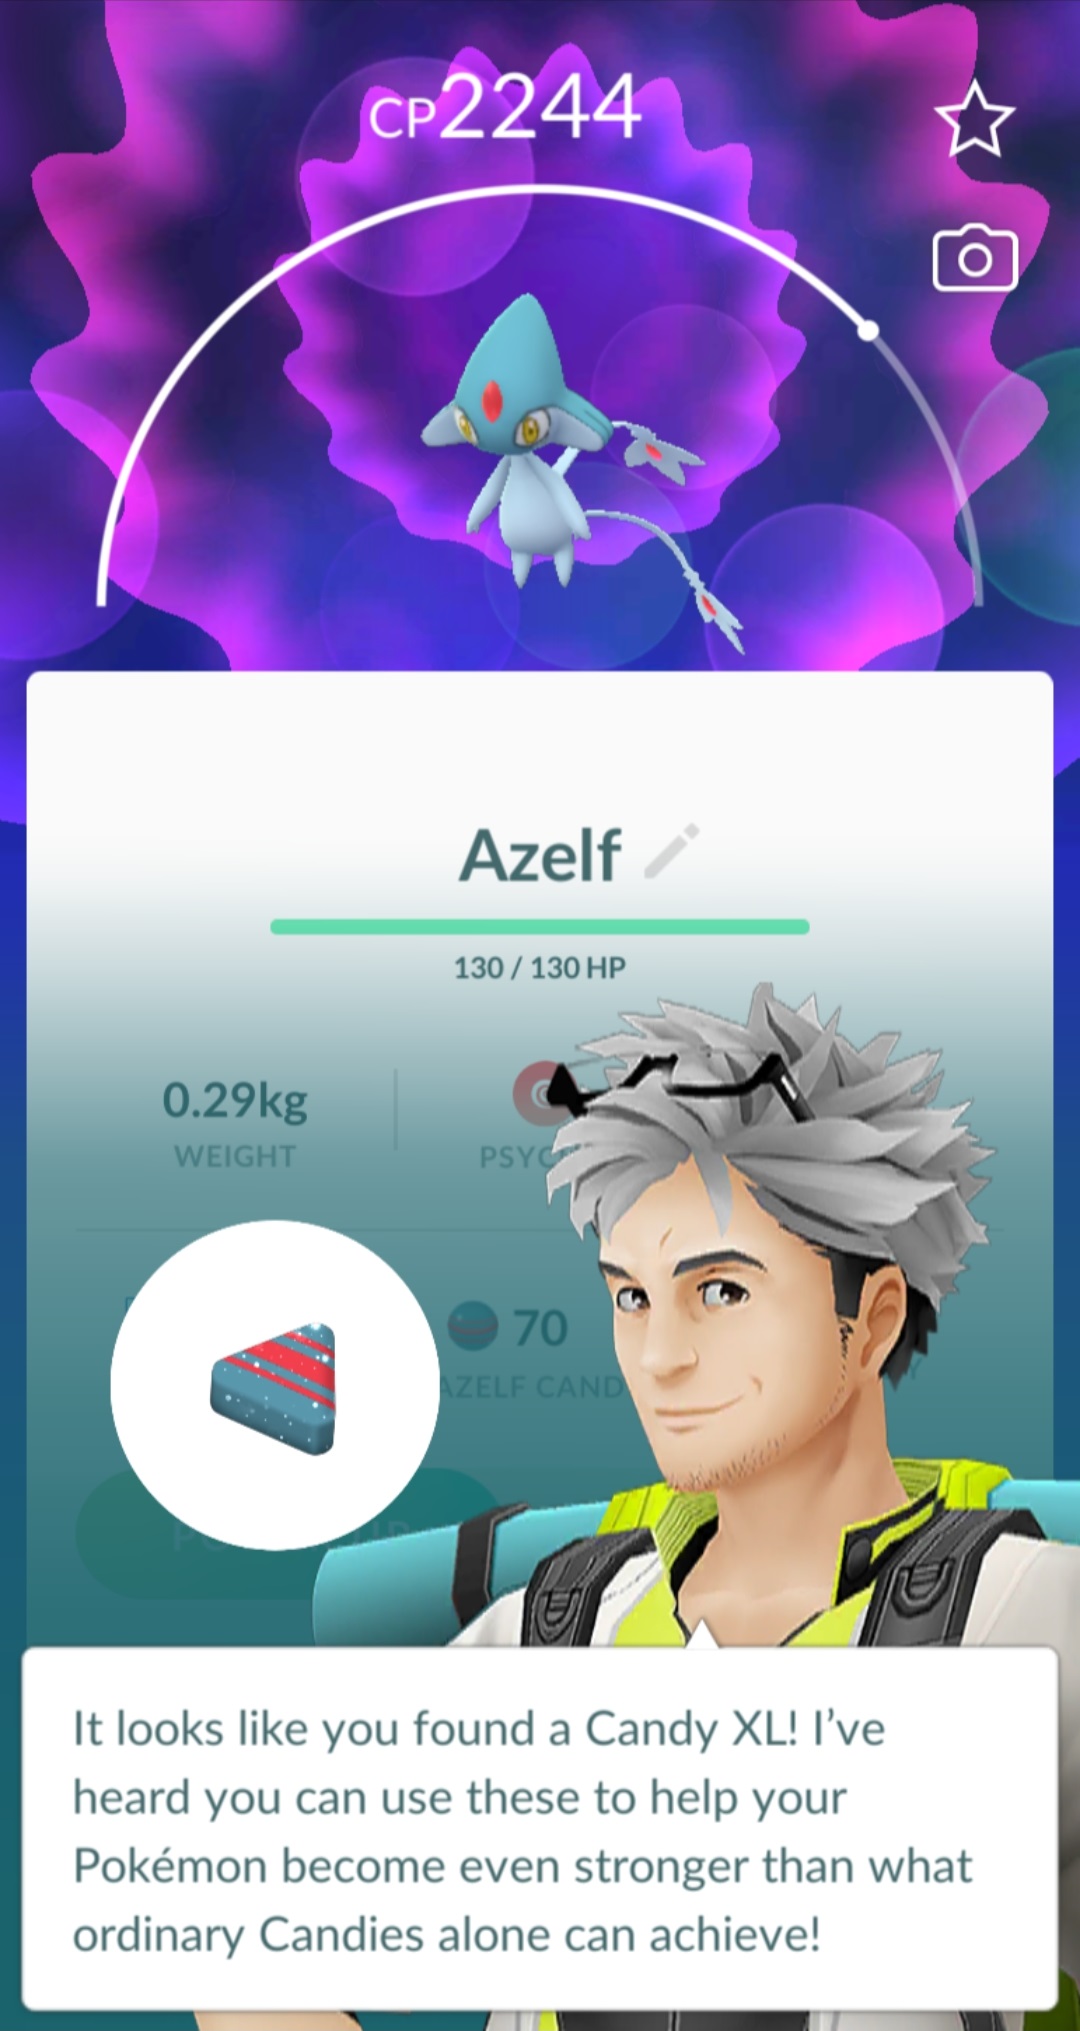 CP2244
Azelf
130 / 130 HP
0.29kg
WEIGHT
70
AZELF CAND
It looks like you found a Candy XL! I’ve
heard you can use these to help your
Pokémon become even stronger than what
ordinary Candies alone can achieve!